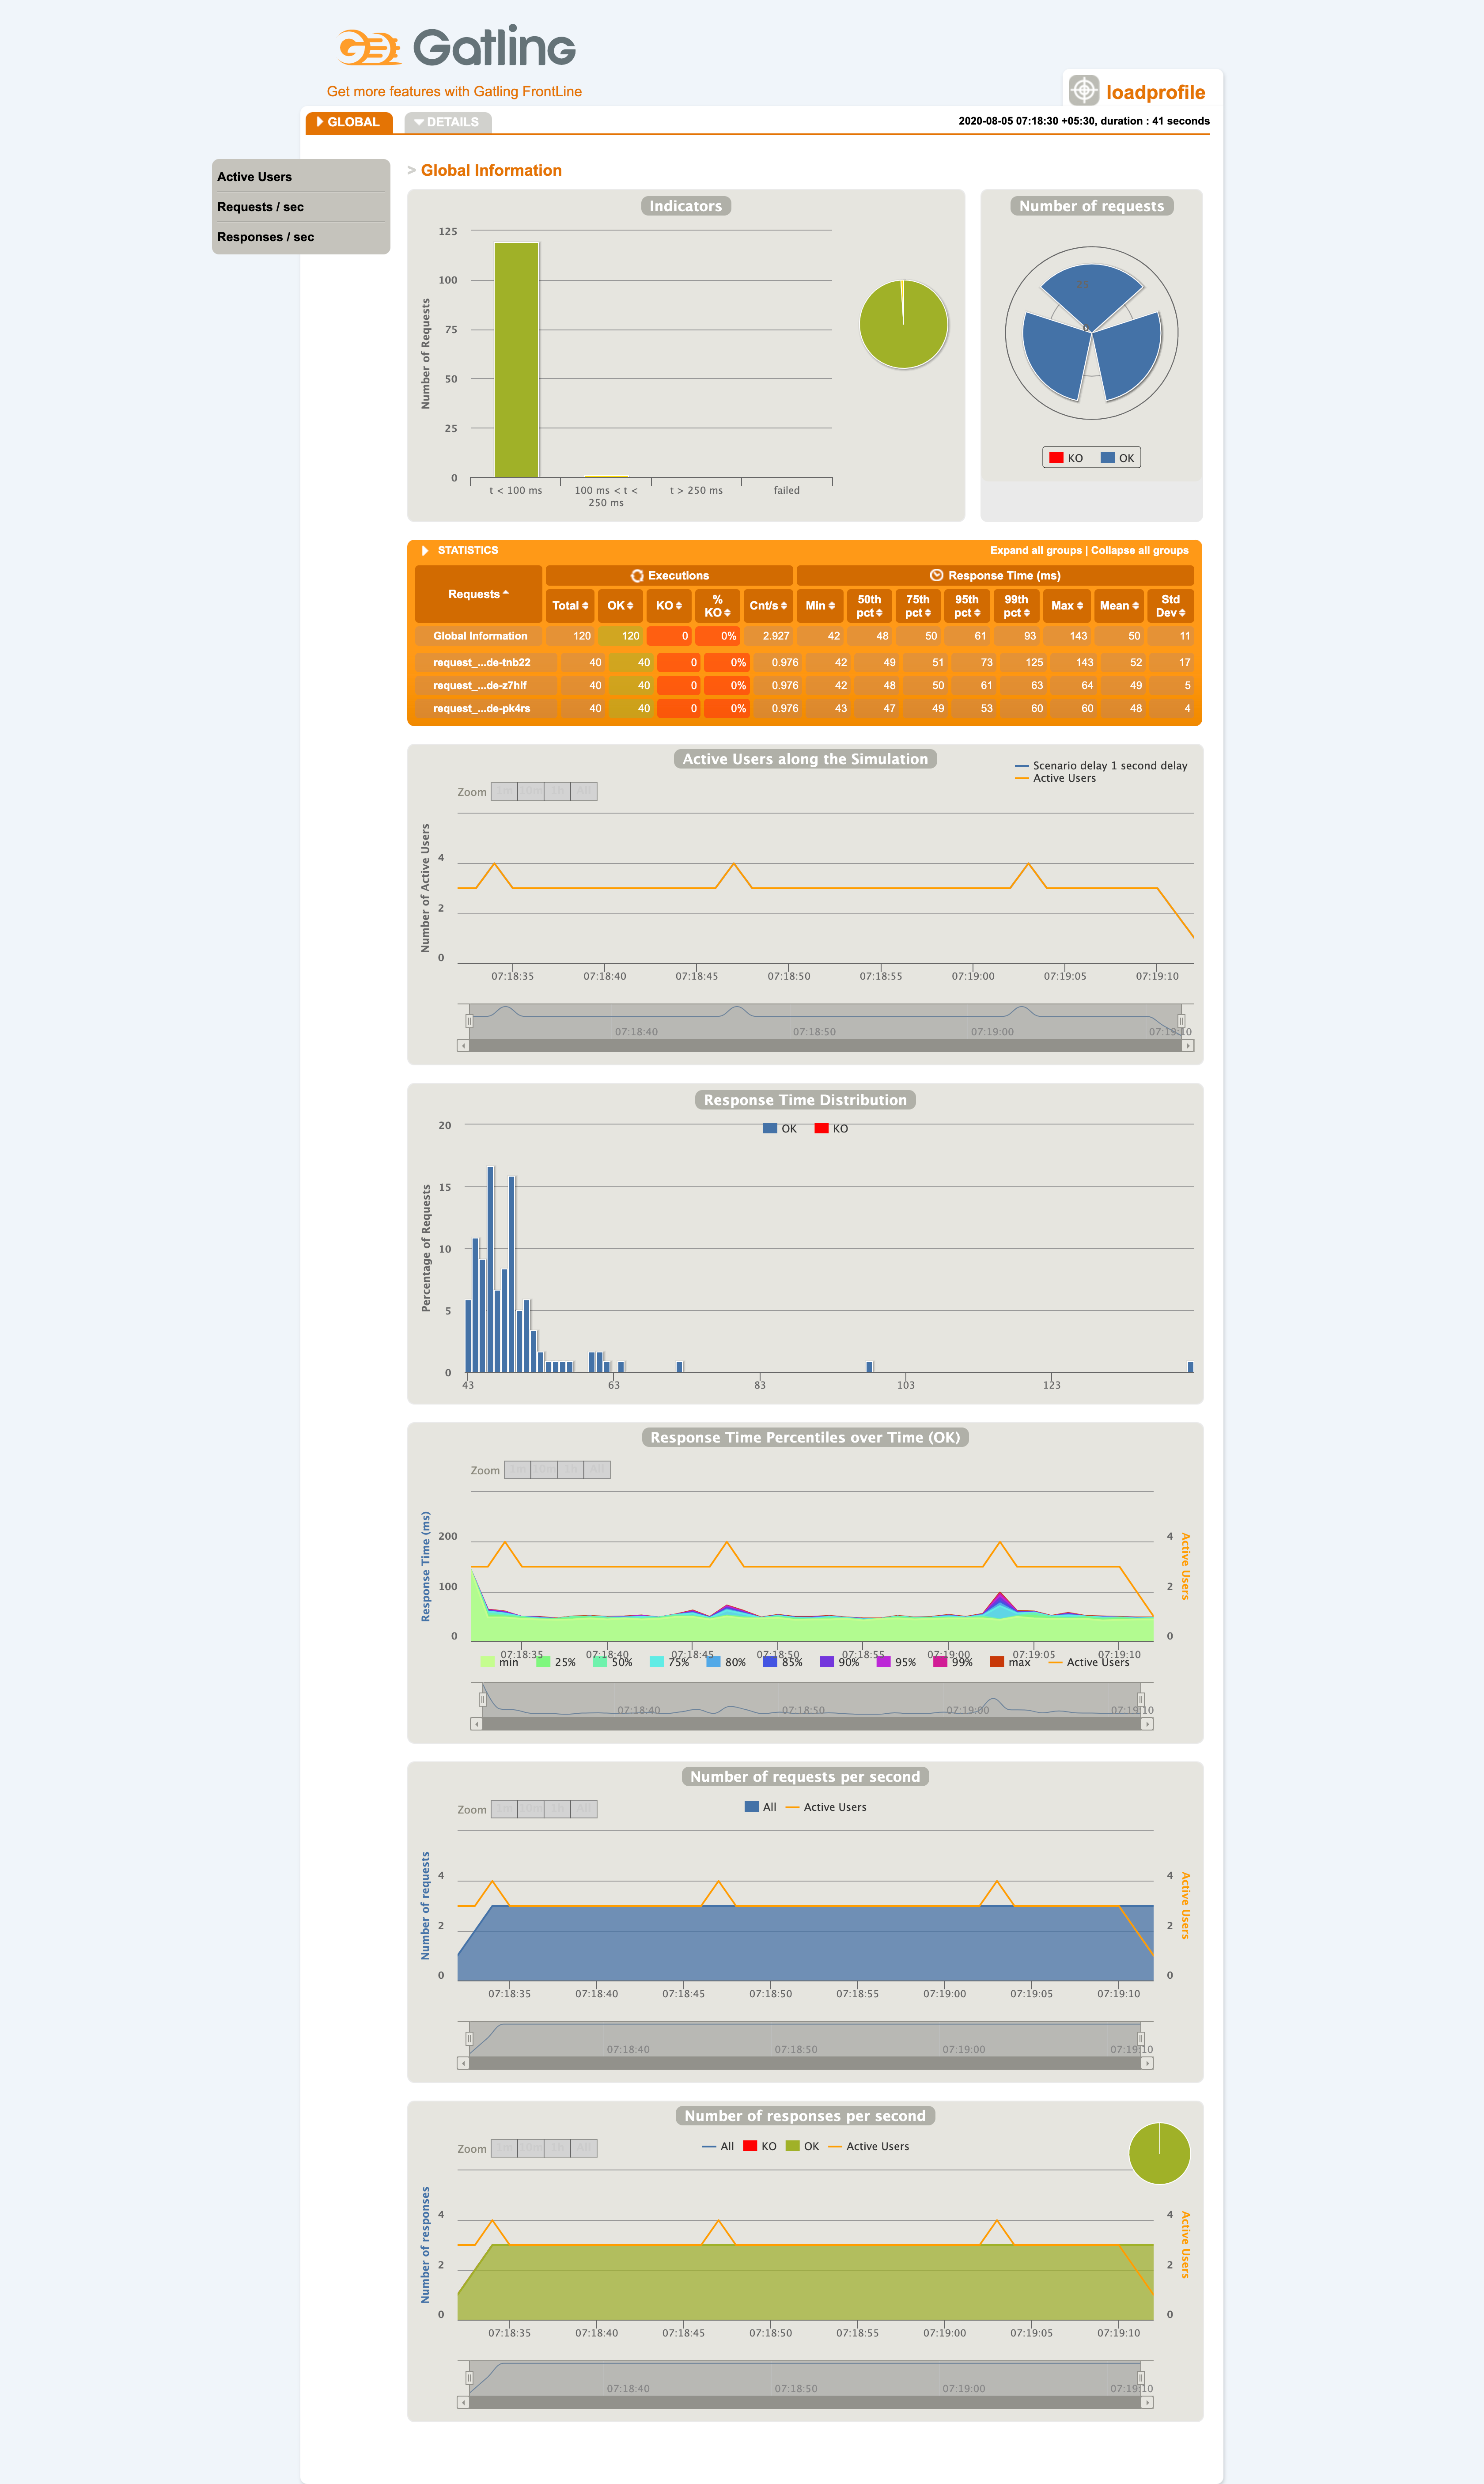 Gatling
Get more features with Gatling FrontLine
loadprofile
GLOBAL
DETAILS
2020-08-05 07:18:30 +05:30, duration : 41 seconds
Active Users
Requests / sec
Responses / sec
> Global Information
Indicators
Number of Requests
125
100
75
50
25
0
t < 100 ms
100 ms < t < 250 ms
t > 250 ms
failed
Number of requests
0
KO OK
STATISTICS
Expand all groups | Collapse all groups
Requests Executions Response Time (ms)
Total OK KO % KO Cnt/s Min 50th pct 75th pct 95th pct 99th pct Max Mean Std Dev
Global Information 120 120 0 0% 2.927 42 48 50 61 93 143 50 11
request_...de-tnb22 40 40 0 0% 0.976 42 49 51 73 125 143 52 17
request_...de-z7hlf 40 40 0 0% 0.976 42 48 50 61 63 64 49 5
request_...de-pk4rs 40 40 0 0% 0.976 43 47 49 53 60 60 48 4
Active Users along the Simulation
Scenario delay 1 second delay
Active Users
Zoom 1m 10m 1h All
Number of Active Users
4
2
0
07:18:35 07:18:40 07:18:45 07:18:50 07:18:55 07:19:00 07:19:05 07:19:10
07:18:40 07:18:50 07:19:00 07:19:10
Response Time Distribution
OK KO
Percentage of Requests
20
15
10
5
0
43 63 83 103 123
Response Time Percentiles over Time (OK)
Zoom 1m 10m 1h All
Response Time (ms)
200
100
0
4
2
0
Active Users
07:18:35 07:18:40 07:18:45 07:18:50 07:18:55 07:19:00 07:19:05 07:19:10
min 25% 50% 75% 80% 85% 90% 95% 99% max Active Users
07:18:40 07:18:50 07:19:00 07:19:10
Number of requests per second
Zoom 1m 10m 1h All
All Active Users
Number of requests
4
2
0
4
2
0
Active Users
07:18:35 07:18:40 07:18:45 07:18:50 07:18:55 07:19:00 07:19:05 07:19:10
07:18:40 07:18:50 07:19:00 07:19:10
Number of responses per second
Zoom 1m 10m 1h All
All KO OK Active Users
Number of responses
4
2
0
4
2
0
Active Users
07:18:35 07:18:40 07:18:45 07:18:50 07:18:55 07:19:00 07:19:05 07:19:10
07:18:40 07:18:50 07:19:00 07:19:10